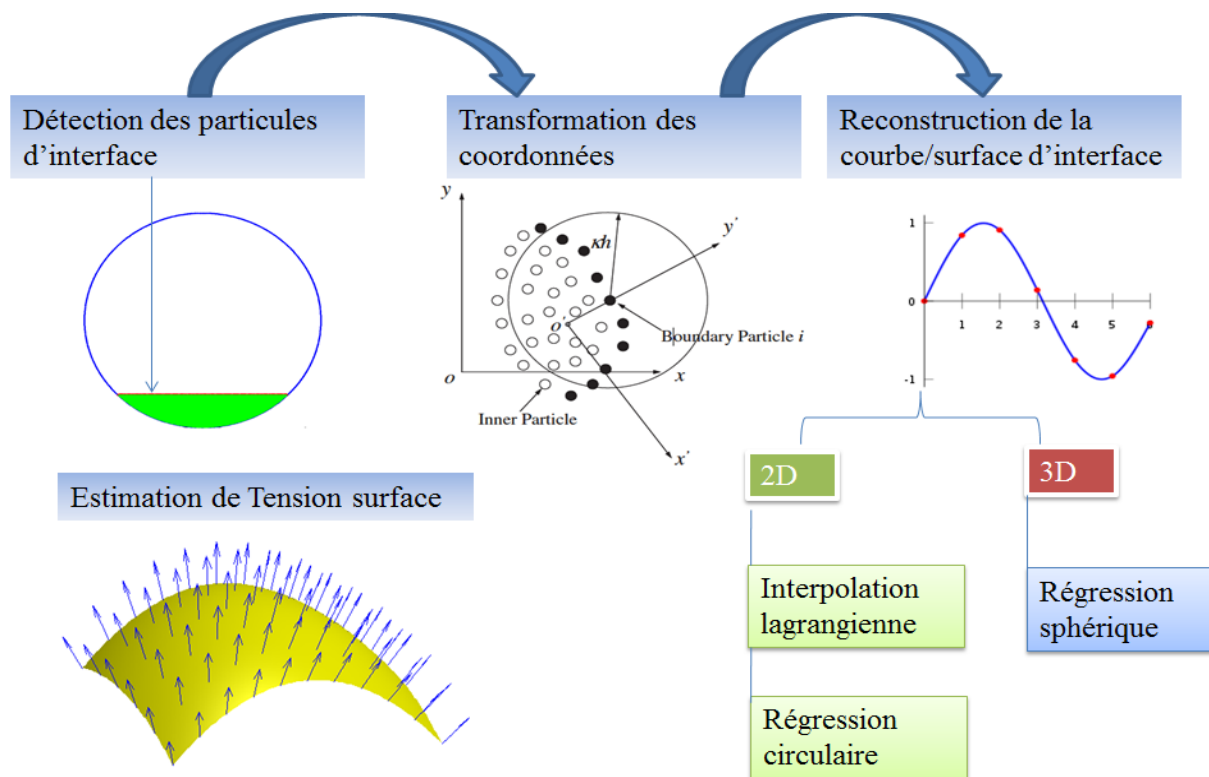 Détection des particules
d’interface
Transformation des
coordonnées
Reconstruction de la
courbe/surface d’interface
y
κh
y’
o’
Boundary Particle i
o
x
Inner Particle
x’
1
0
1
2
3
4
5
6
-1
2D
3D
Estimation de Tension surface
Interpolation
lagrangienne
Régression
sphérique
Régression
circulaire